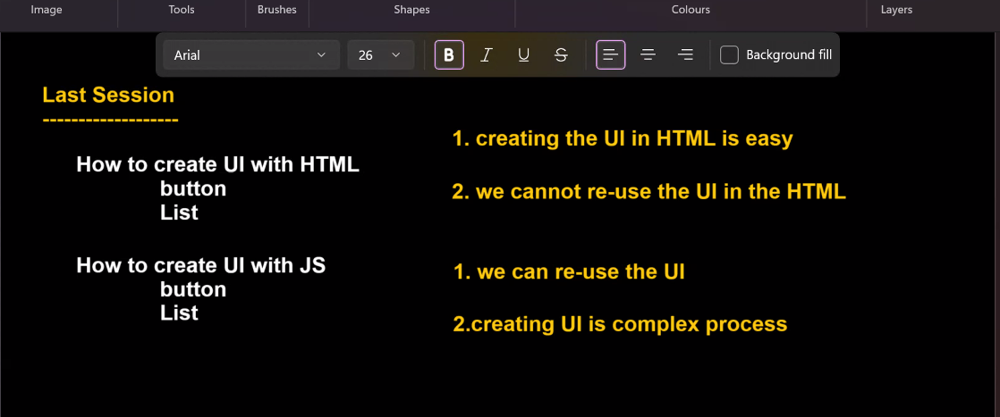 Image Tools Brushes Shapes Colours Layers
Arial 26 B I U S Background fill
Last Session
-------------------
How to create UI with HTML
button
List
1. creating the UI in HTML is easy
2. we cannot re-use the UI in the HTML
How to create UI with JS
button
List
1. we can re-use the UI
2.creating UI is complex process